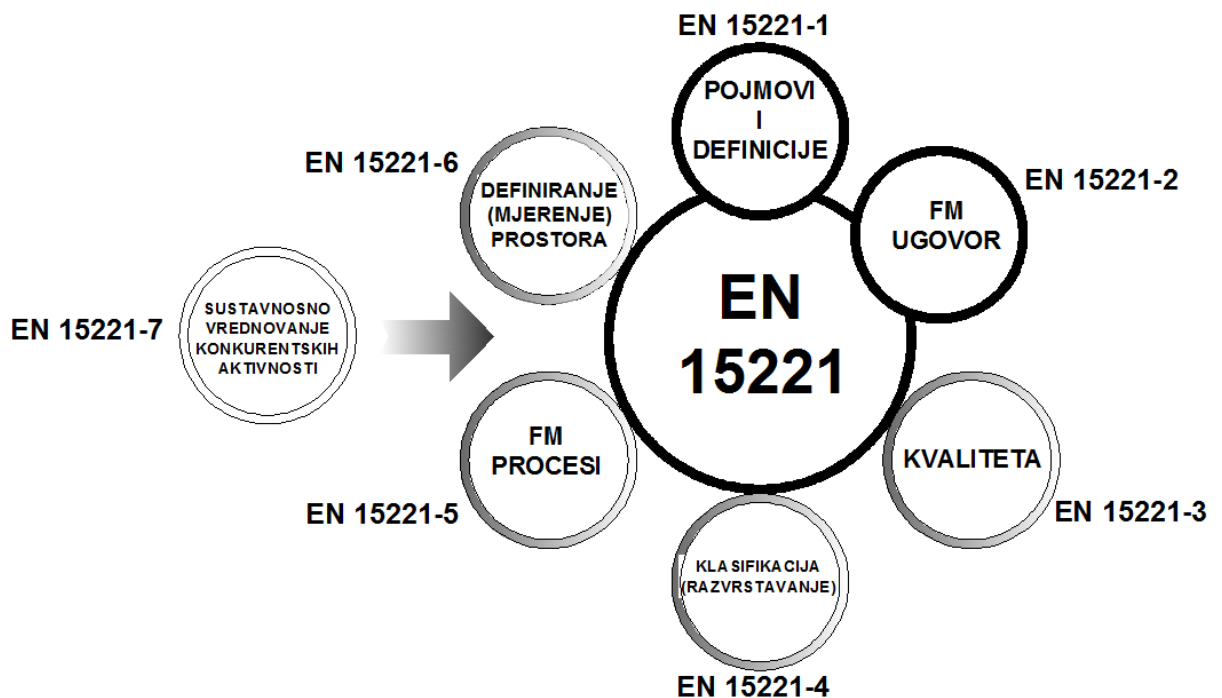 EN 15221-1
POJMOVI
I
DEFINICIJE
EN 15221-2
FM
UGOVOR
EN 15221-6
DEFINIRANJE
(MJERENJE)
PROSTORA
EN
15221
EN 15221-7
SUSTAVNOSNO
VREDNOVANJE
KONKURENTSKIH
AKTIVNOSTI
FM
PROCESI
EN 15221-5
KVALITETA
EN 15221-3
KLASIFIKACIJA
(RAZVRSTAVANJE)
EN 15221-4